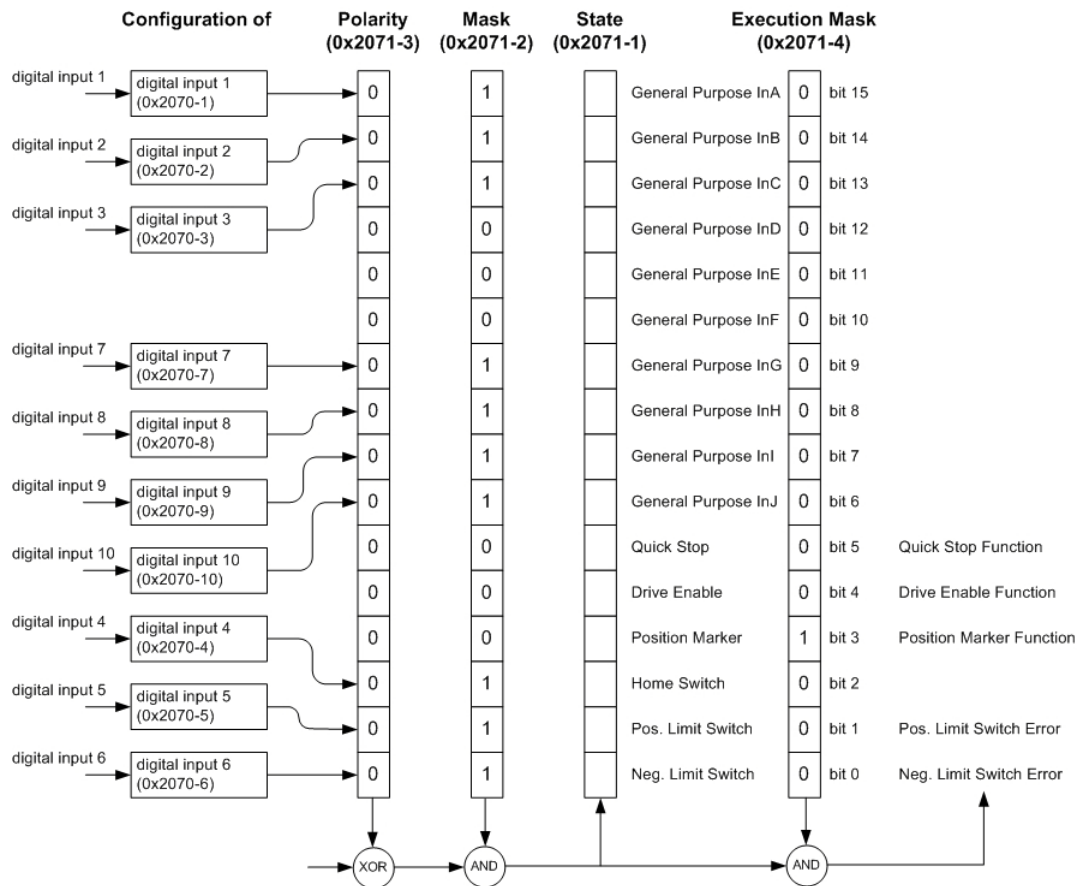 Configuration of Polarity Mask State Execution Mask
(0x2071-3) (0x2071-2) (0x2071-1) (0x2071-4)
digital input 1 digital input 1 0 1 General Purpose InA 0 bit 15
(0x2070-1)
digital input 2 digital input 2 0 1 General Purpose InB 0 bit 14
(0x2070-2)
digital input 3 digital input 3 0 1 General Purpose InC 0 bit 13
(0x2070-3)
0 0 General Purpose InD 0 bit 12
0 0 General Purpose InE 0 bit 11
0 0 General Purpose InF 0 bit 10
digital input 7 digital input 7 0 1 General Purpose InG 0 bit 9
(0x2070-7)
digital input 8 digital input 8 0 1 General Purpose InH 0 bit 8
(0x2070-8)
digital input 9 digital input 9 0 1 General Purpose InI 0 bit 7
(0x2070-9)
digital input 10 digital input 10 0 1 General Purpose InJ 0 bit 6
(0x2070-10)
0 0 Quick Stop 0 bit 5 Quick Stop Function
0 0 Drive Enable 0 bit 4 Drive Enable Function
digital input 4 digital input 4 0 0 Position Marker 1 bit 3 Position Marker Function
(0x2070-4)
0 1 Home Switch 0 bit 2
digital input 5 digital input 5 0 1 Pos. Limit Switch 0 bit 1 Pos. Limit Switch Error
(0x2070-5)
digital input 6 digital input 6 0 1 Neg. Limit Switch 0 bit 0 Neg. Limit Switch Error
(0x2070-6)
XOR AND AND